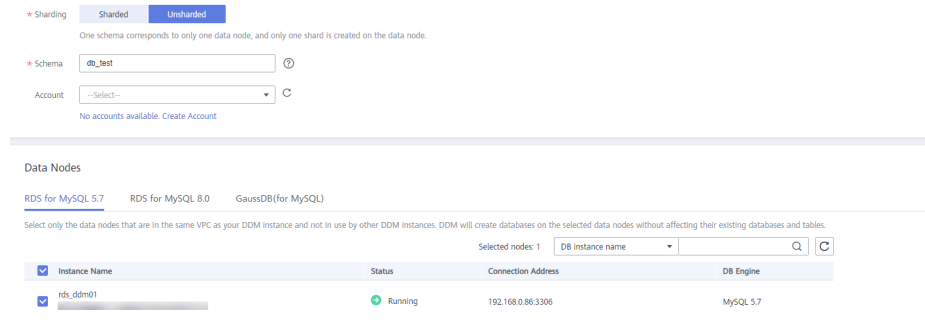 * Sharding Sharded Unsharded
One schema corresponds to only one data node, and only one shard is created on the data node.
* Schema db_test
Account --Select--
No accounts available. Create Account
Data Nodes
RDS for MySQL 5.7 RDS for MySQL 8.0 GaussDB(for MySQL)
Select only the data nodes that are in the same VPC as your DDM instance and not in use by other DDM instances. DDM will create databases on the selected data nodes without affecting their existing databases and tables.
Selected nodes: 1 DB instance name
Instance Name Status Connection Address DB Engine
rds_ddm01
Running 192.168.0.86:3306 MySQL 5.7